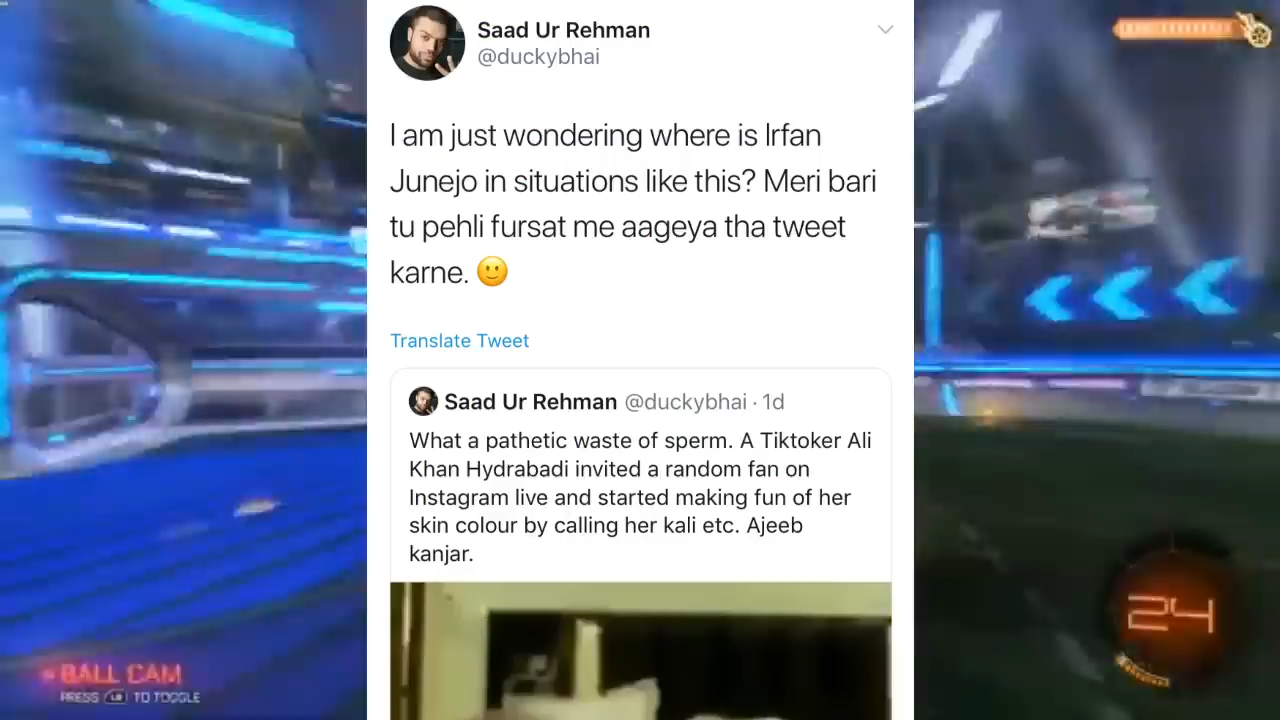 Saad Ur Rehman
@duckybhai
I am just wondering where is Irfan
Junejo in situations like this? Meri bari
tu pehli fursat me aageya tha tweet
karne. 🙂
Translate Tweet
Saad Ur Rehman @duckybhai · 1d
What a pathetic waste of sperm. A Tiktoker Ali
Khan Hydrabadi invited a random fan on
Instagram live and started making fun of her
skin colour by calling her kali etc. Ajeeb
kanjar.
BALL CAM
PRESS LB TO TOGGLE
24